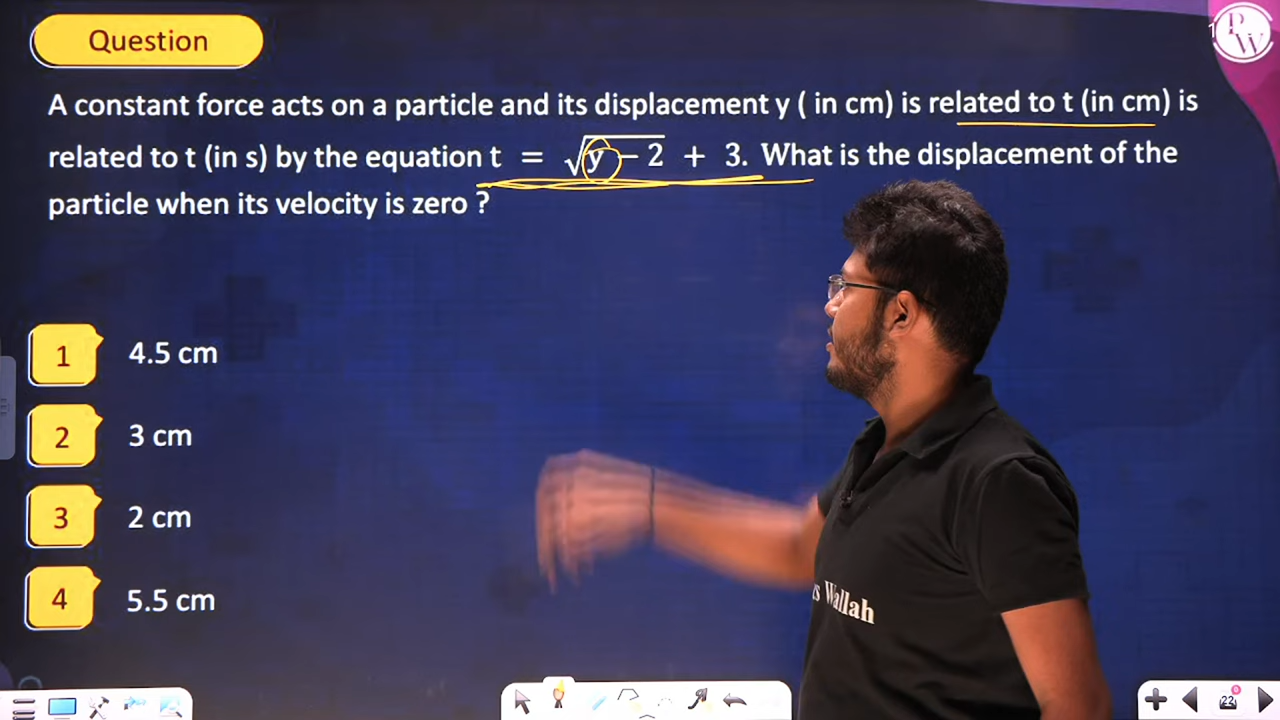 Question
A constant force acts on a particle and its displacement y ( in cm) is related to t (in cm) is
related to t (in s) by the equation t = √y − 2 + 3. What is the displacement of the
particle when its velocity is zero ?
1 4.5 cm
2 3 cm
3 2 cm
4 5.5 cm
PW
Wallah
22